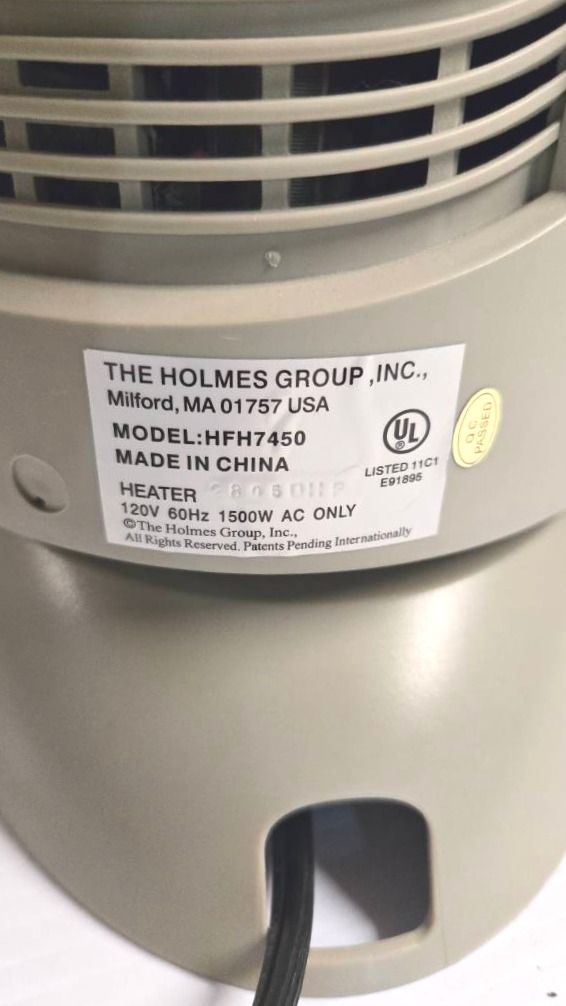 THE HOLMES GROUP ,INC.,
Milford, MA 01757 USA
MODEL:HFH7450
MADE IN CHINA
UL
®
LISTED 11C1
E91895
Q.C.
PASSED
HEATER
120V 60Hz 1500W AC ONLY
©The Holmes Group, Inc.,
All Rights Reserved. Patents Pending Internationally